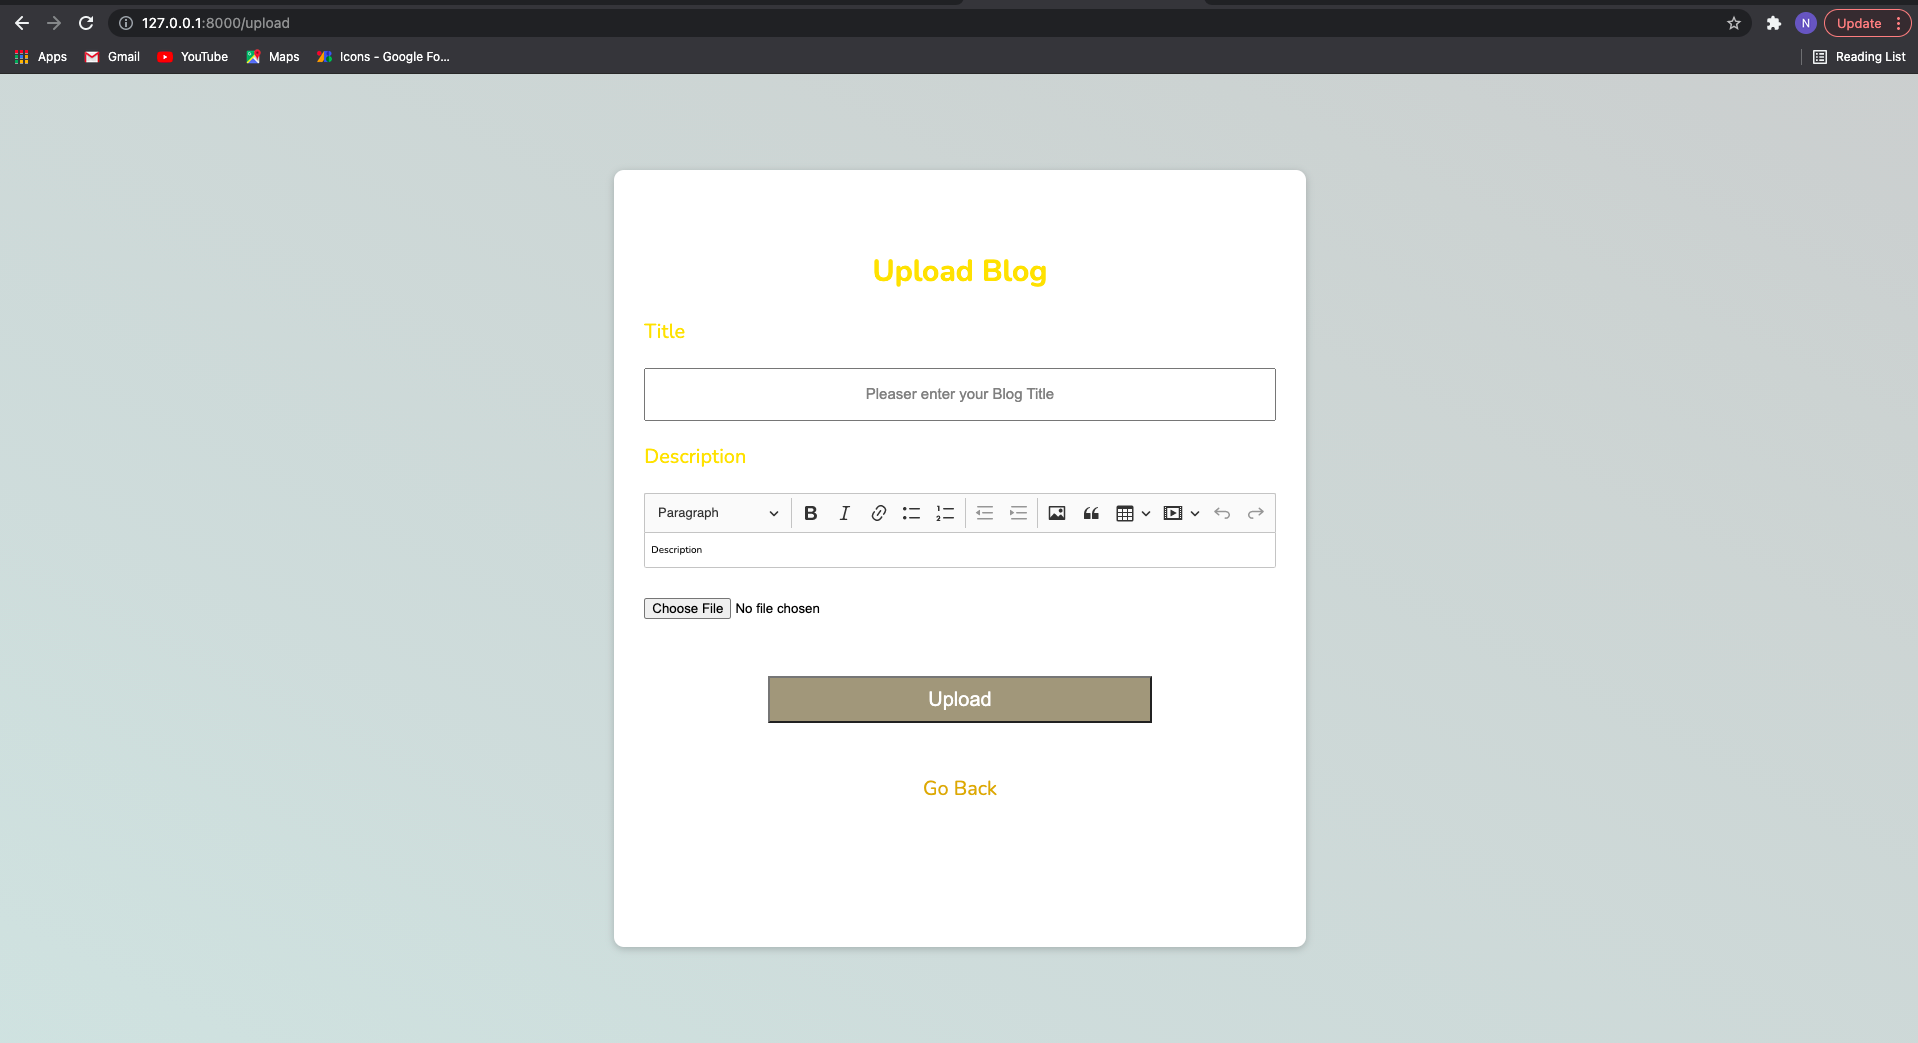 127.0.0.1:8000/upload
N
Update
Apps Gmail YouTube Maps Icons - Google Fo...
Reading List
Upload Blog
Title
Pleaser enter your Blog Title
Description
Paragraph
Description
Choose File No file chosen
Upload
Go Back